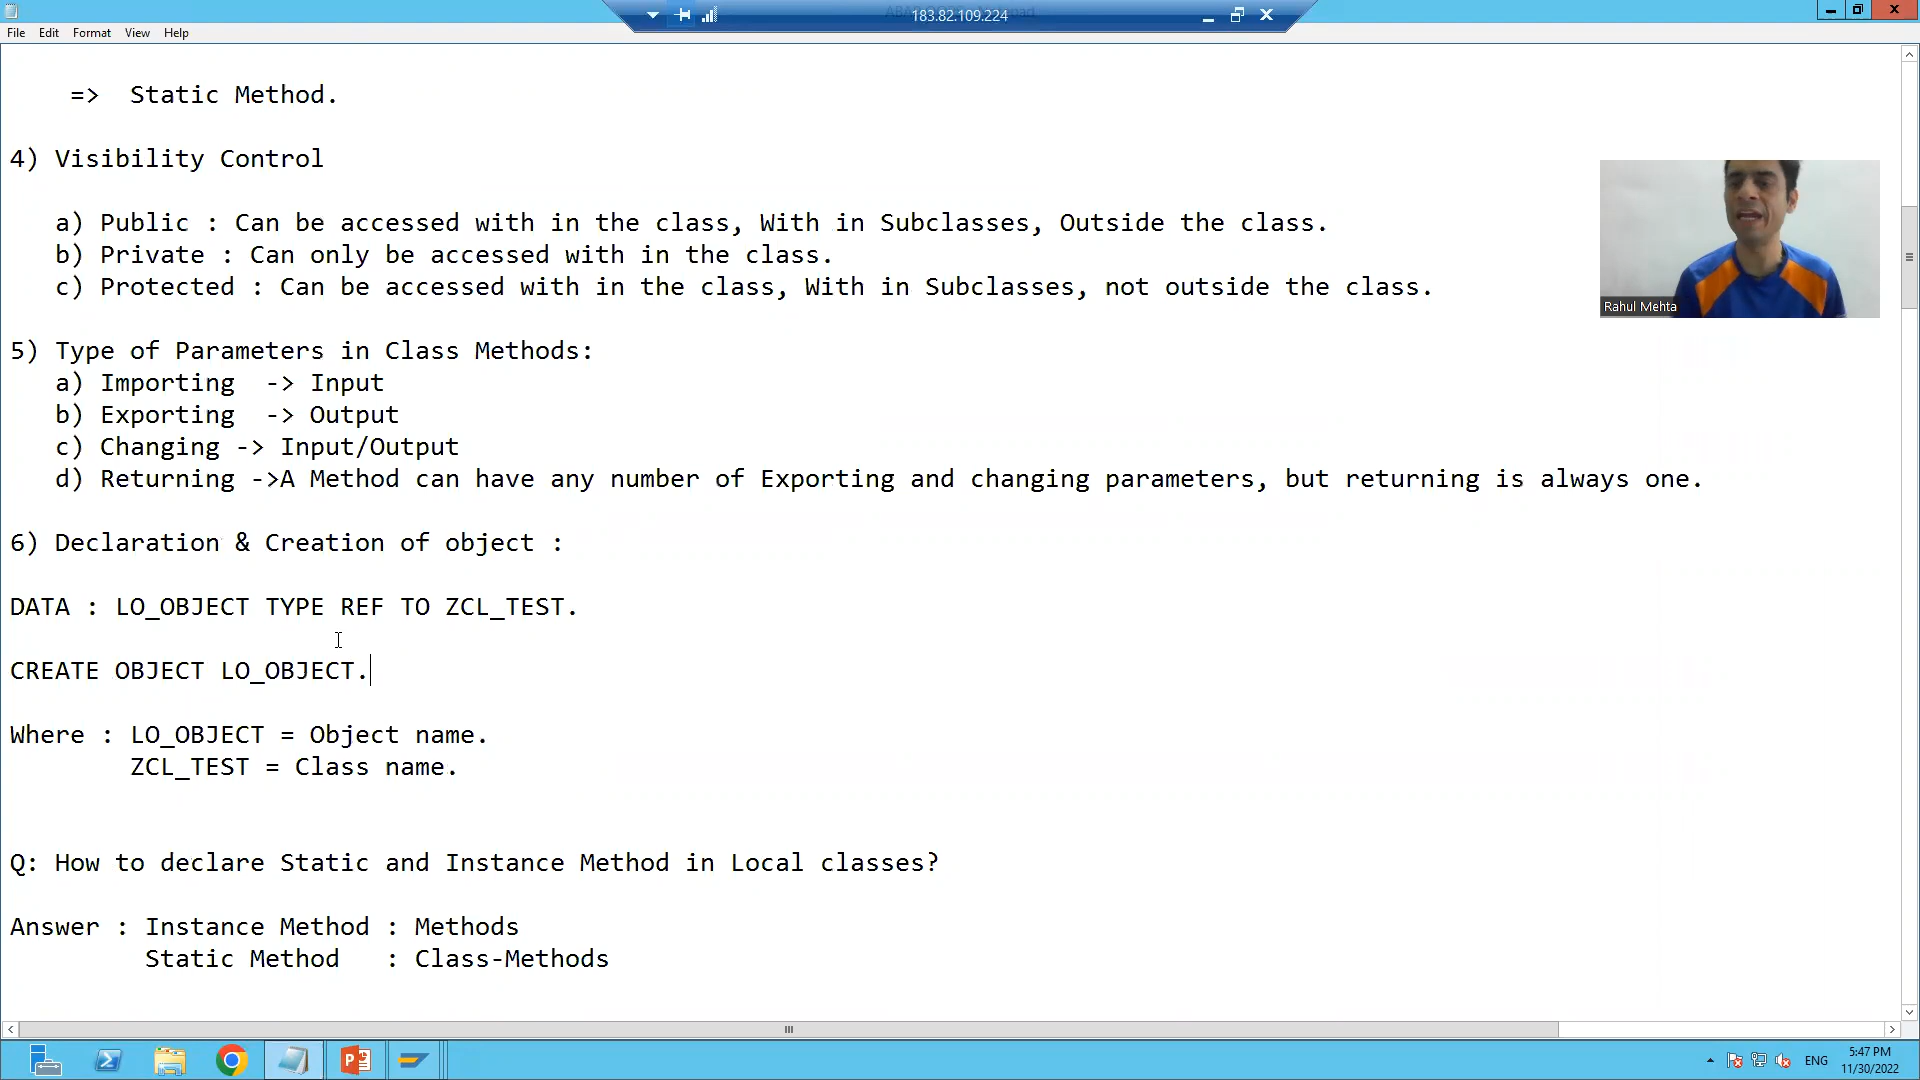 183.82.109.224
File Edit Format View Help
=> Static Method.
4) Visibility Control
a) Public : Can be accessed with in the class, With in Subclasses, Outside the class.
b) Private : Can only be accessed with in the class.
c) Protected : Can be accessed with in the class, With in Subclasses, not outside the class.
Rahul Mehta
5) Type of Parameters in Class Methods:
a) Importing -> Input
b) Exporting -> Output
c) Changing -> Input/Output
d) Returning ->A Method can have any number of Exporting and changing parameters, but returning is always one.
6) Declaration & Creation of object :
DATA : LO_OBJECT TYPE REF TO ZCL_TEST.
CREATE OBJECT LO_OBJECT.
Where : LO_OBJECT = Object name.
ZCL_TEST = Class name.
Q: How to declare Static and Instance Method in Local classes?
Answer : Instance Method : Methods
Static Method : Class-Methods
ENG
5:47 PM
11/30/2022